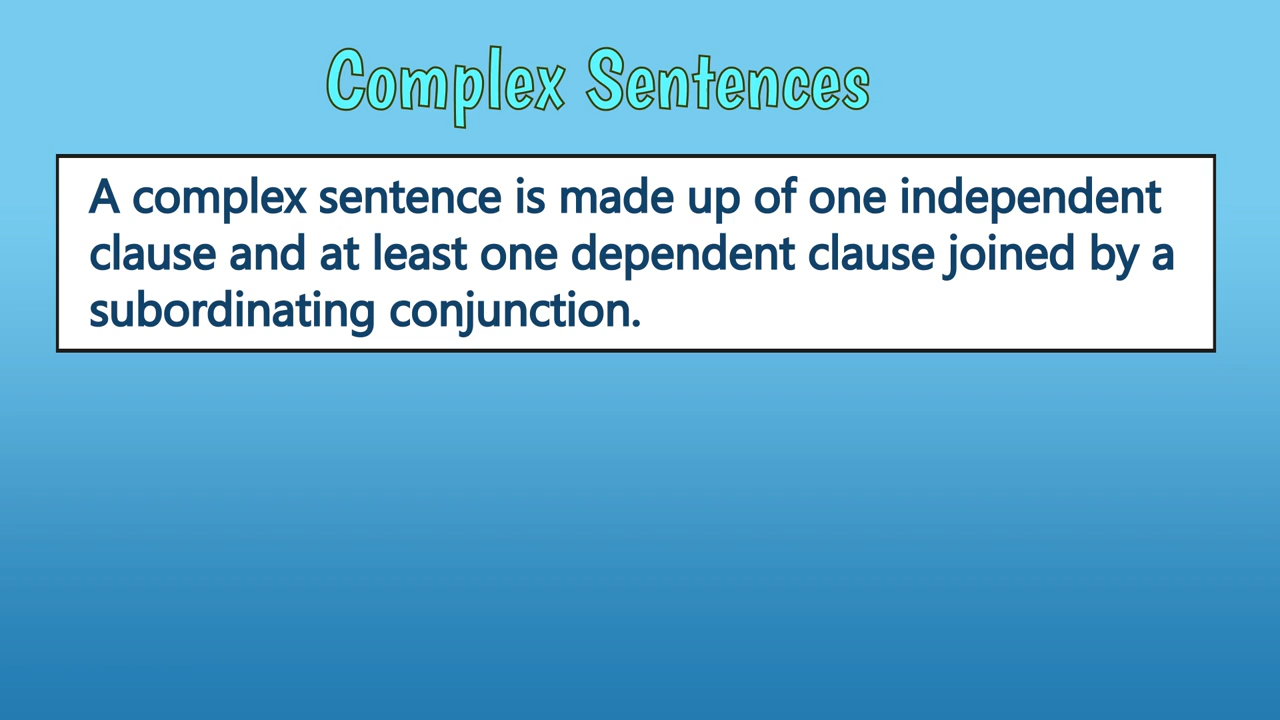 Complex Sentences
A complex sentence is made up of one independent
clause and at least one dependent clause joined by a
subordinating conjunction.